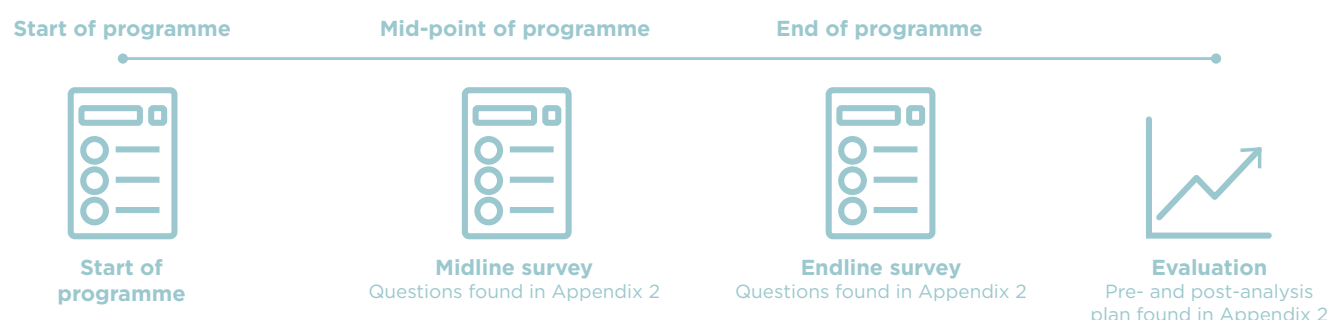 Start of programme
Mid-point of programme
End of programme
Start of
programme
Midline survey
Questions found in Appendix 2
Endline survey
Questions found in Appendix 2
Evaluation
Pre- and post-analysis
plan found in Appendix 2